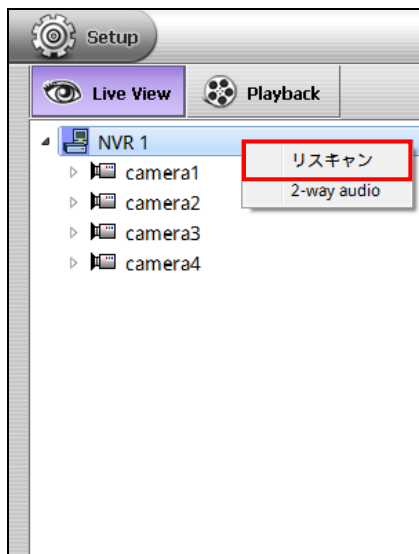 Setup
Live View Playback
NVR 1
リスキャン
camera1
2-way audio
camera2
camera3
camera4